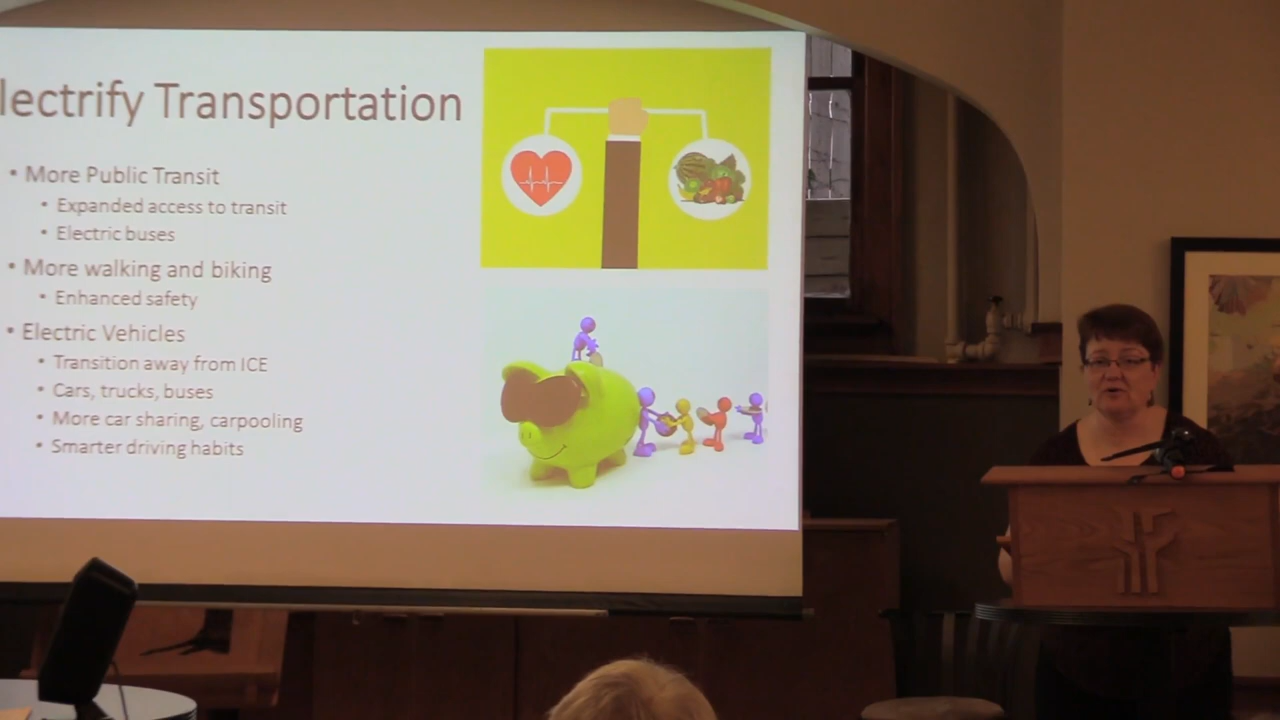 lectrify Transportation
• More Public Transit
• Expanded access to transit
• Electric buses
• More walking and biking
• Enhanced safety
• Electric Vehicles
• Transition away from ICE
• Cars, trucks, buses
• More car sharing, carpooling
• Smarter driving habits